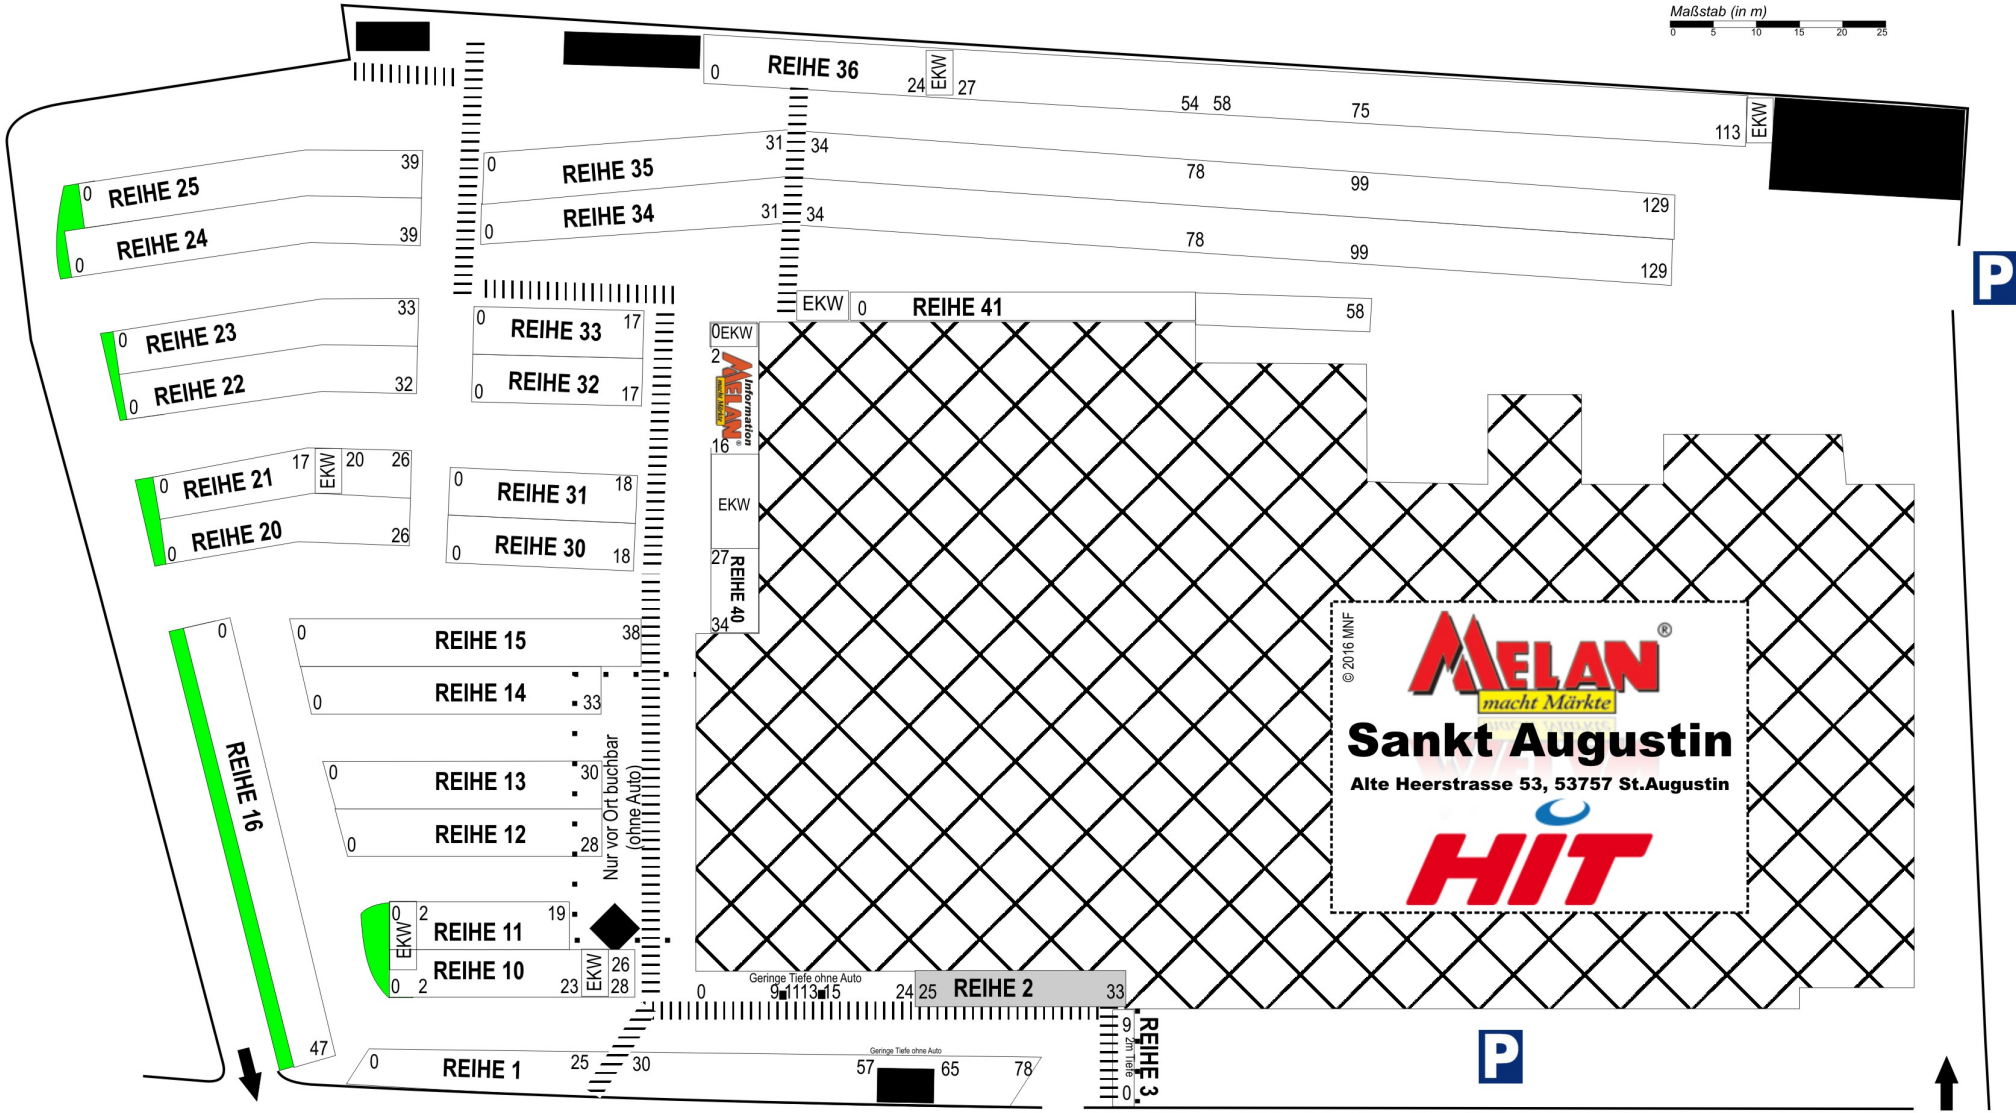 Maßstab (in m)
0 5 10 15 20 25
0 REIHE 36 24 EKW 27 54 58 75 113 EKW
0 REIHE 25 39
0 REIHE 24 39
0 REIHE 35 31 34 78 99 129
0 REIHE 34 31 34 78 99 129
P
0 REIHE 23 33
0 REIHE 22 32
0 REIHE 33 17
0 REIHE 32 17
EKW 0 REIHE 41 58
0 EKW
2
MELAN®
macht Märkte
Information
16
EKW
27
REIHE 40
34
0 REIHE 21 17 EKW 20 26
0 REIHE 20 26
0 REIHE 31 18
0 REIHE 30 18
0 REIHE 15 38
0 REIHE 14 33
0 REIHE 13 30
0 REIHE 12 28
Nur vor Ort buchbar
(ohne Auto)
0
REIHE 16
47
0 2 REIHE 11 19
EKW
0 2 REIHE 10 23 EKW 26 28
© 2016 MNF
MELAN®
macht Märkte
Sankt Augustin
Alte Heerstrasse 53, 53757 St.Augustin
HIT
Geringe Tiefe ohne Auto
0 9 11 13 15 24 25 REIHE 2 33
9
REIHE 3
2m Tiefe
0
Geringe Tiefe ohne Auto
0 REIHE 1 25 30 57 65 78
P